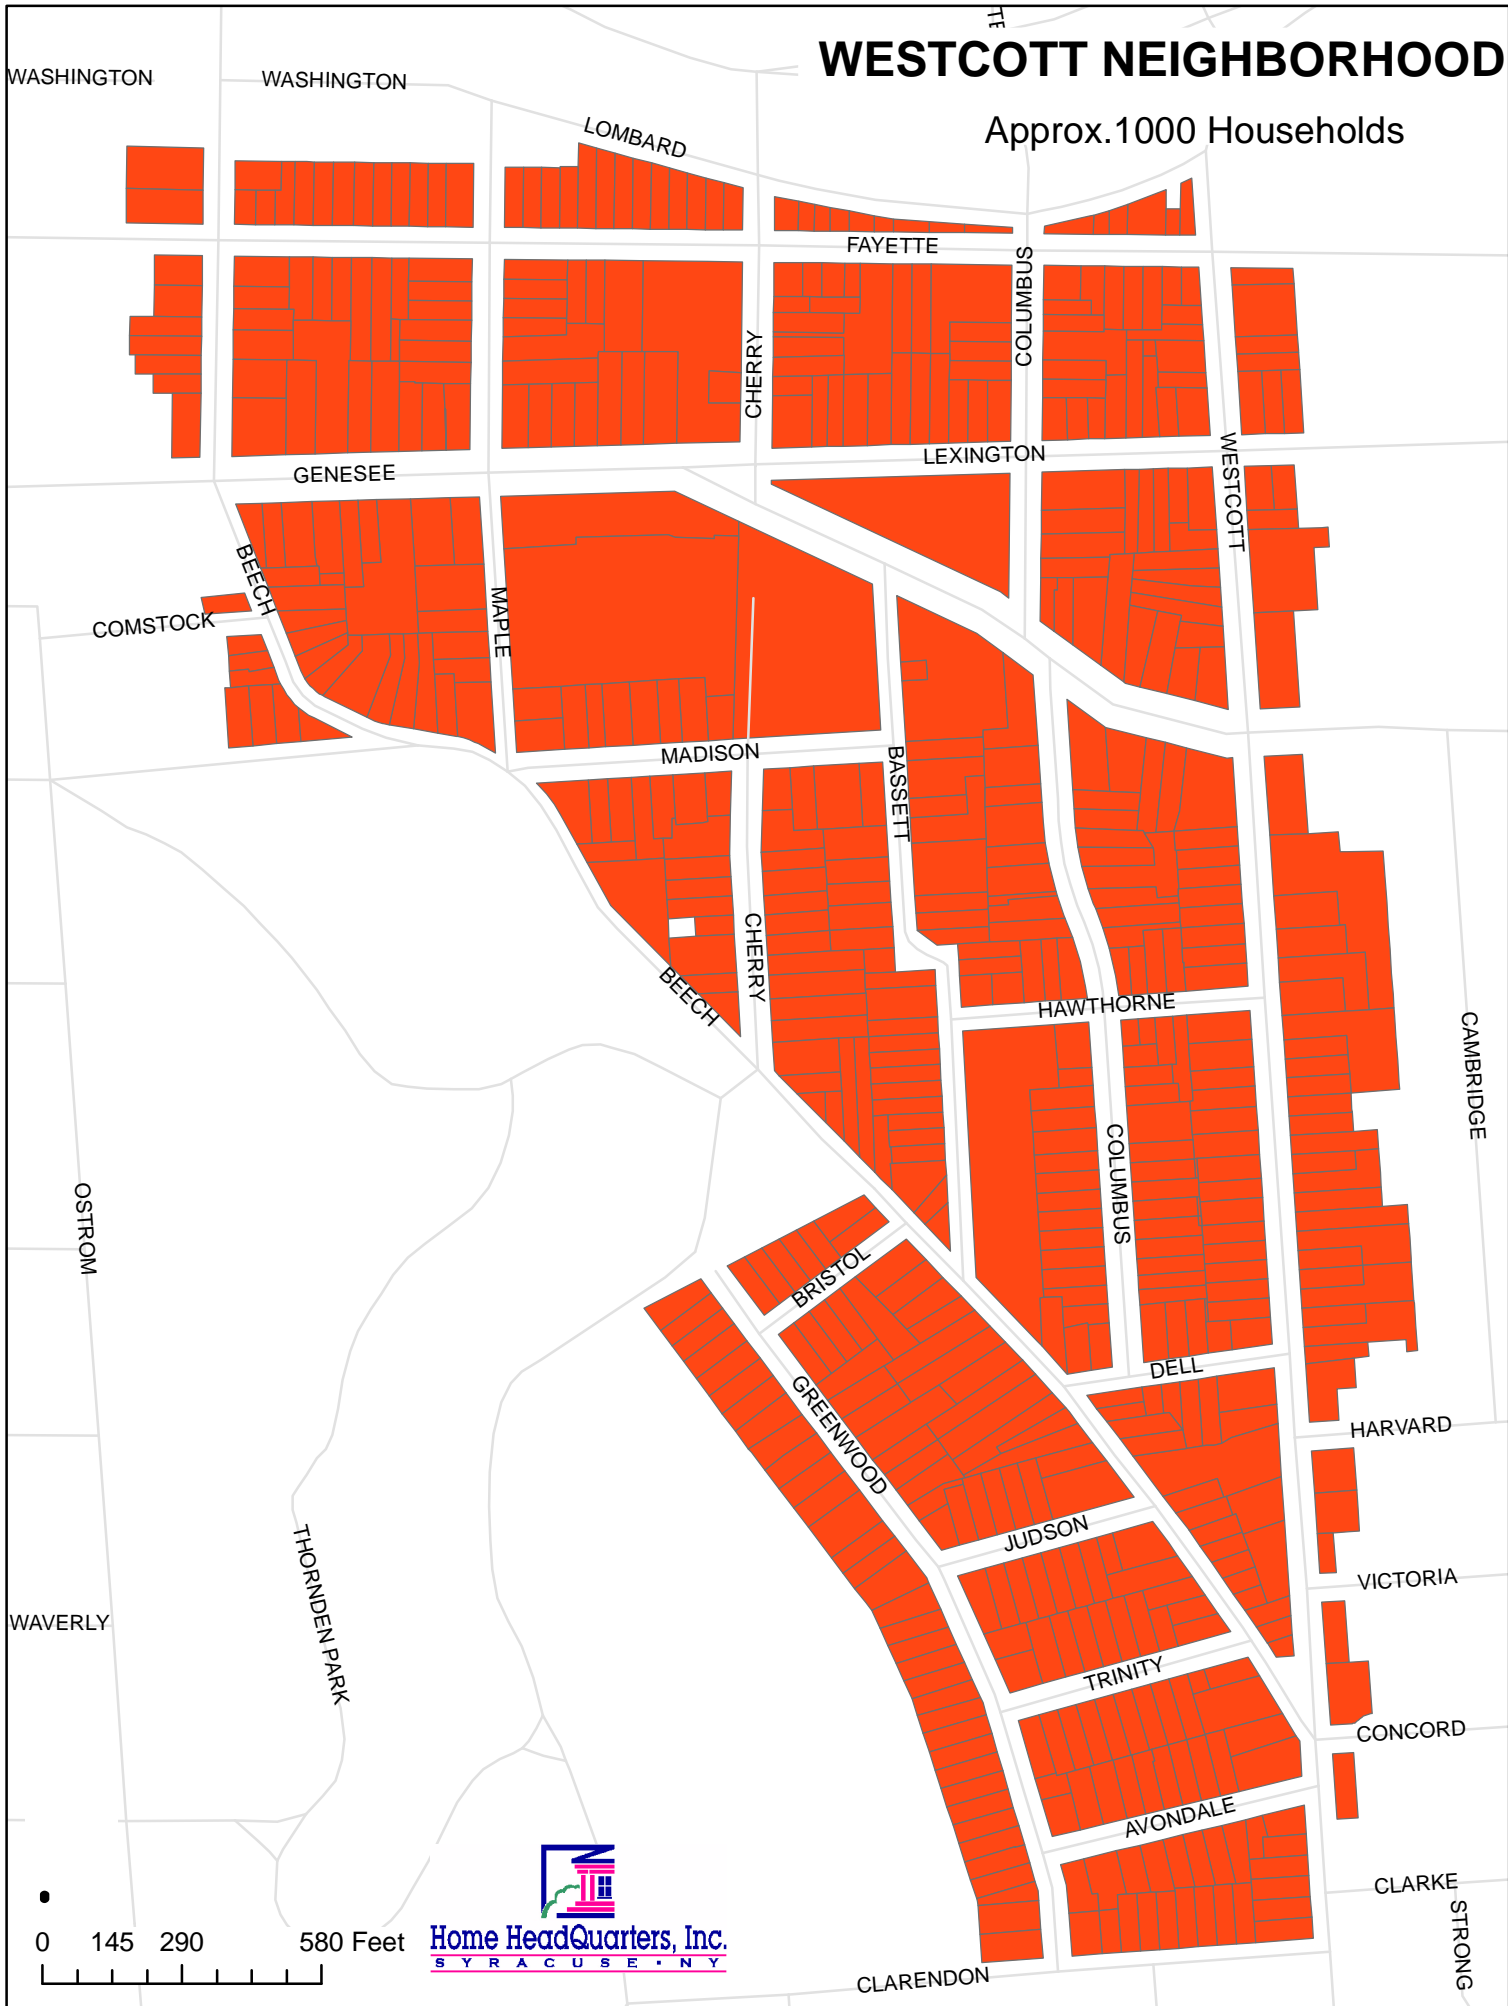 TE
WESTCOTT NEIGHBORHOOD
Approx.1000 Households
WASHINGTON
WASHINGTON
LOMBARD
FAYETTE
COLUMBUS
CHERRY
LEXINGTON
GENESEE
WESTCOTT
BEECH
COMSTOCK
MAPLE
MADISON
BASSETT
CHERRY
BEECH
HAWTHORNE
CAMBRIDGE
COLUMBUS
OSTROM
BRISTOL
DELL
GREENWOOD
HARVARD
JUDSON
VICTORIA
WAVERLY
THORNDEN PARK
TRINITY
CONCORD
AVONDALE
CLARKE
STRONG
0 145 290 580 Feet
Home HeadQuarters, Inc.
SYRACUSE · NY
CLARENDON